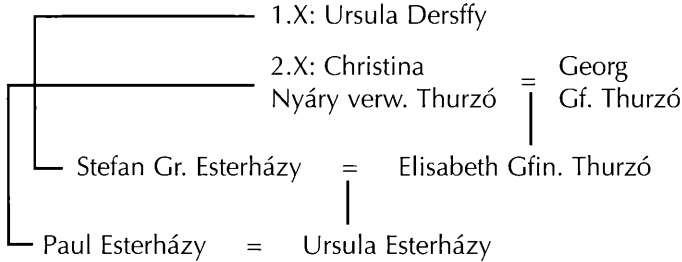 1.X: Ursula Dersffy
2.X: Christina = Georg
Nyáry verw. Thurzó Gf. Thurzó
Stefan Gr. Esterházy = Elisabeth Gfin. Thurzó
Paul Esterházy = Ursula Esterházy